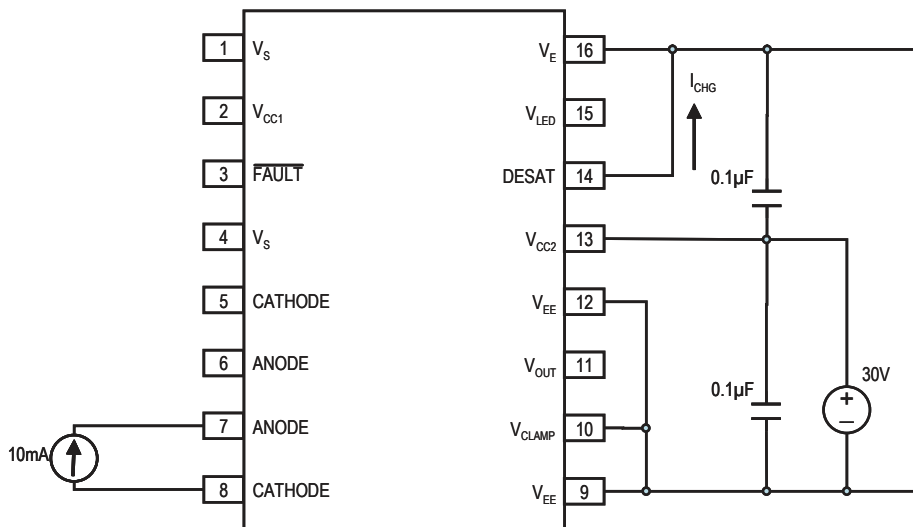 1 V_S
2 V_CC1
3 FAULT
4 V_S
5 CATHODE
6 ANODE
7 ANODE
8 CATHODE
10mA
V_E 16
V_LED 15
DESAT 14
V_CC2 13
V_EE 12
V_OUT 11
V_CLAMP 10
V_EE 9
I_CHG
0.1µF
0.1µF
30V
+
–